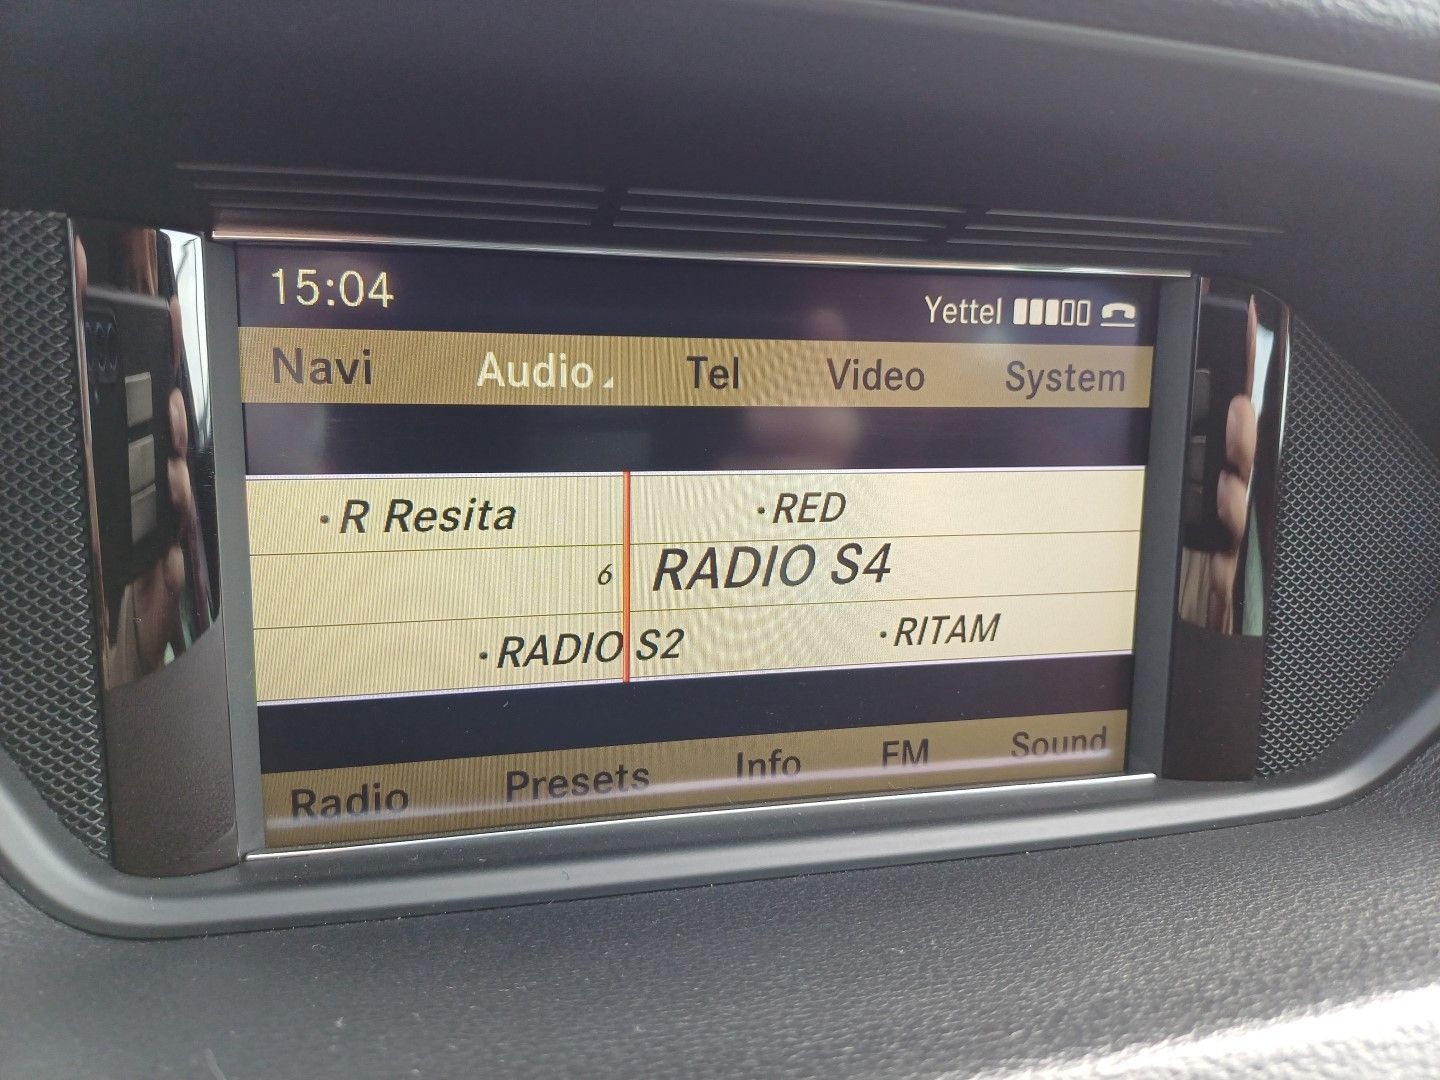 15:04 Yettel
Navi Audio Tel Video System
·R Resita ·RED
6 RADIO S4
·RADIO S2 ·RITAM
Radio Presets Info FM Sound